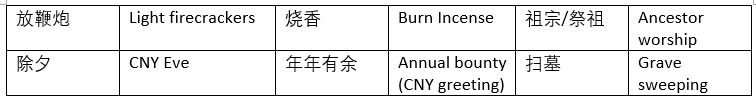 放鞭炮 Light firecrackers 烧香 Burn Incense 祖宗/祭祖 Ancestor
worship
除夕 CNY Eve 年年有余 Annual bounty
(CNY greeting) 扫墓 Grave
sweeping